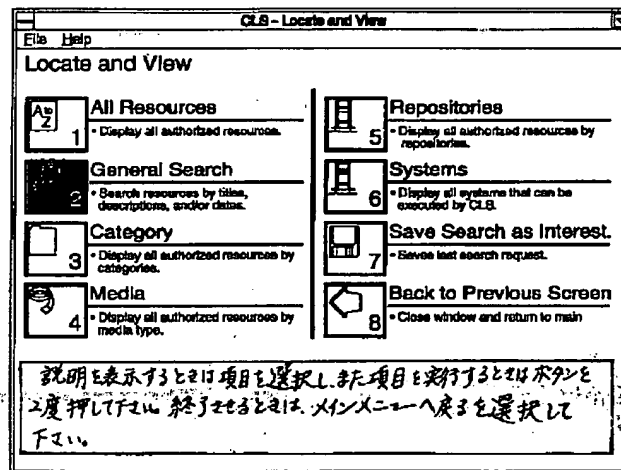 CLS - Locate and View
File Help
Locate and View
A to Z
1
All Resources
• Display all authorized resources.
2
General Search
• Search resources by titles,
descriptions, and/or dates.
3
Category
• Display all authorized resources by
categories.
4
Media
• Display all authorized resources by
media type.
5
Repositories
• Display all authorized resources by
repositories.
6
Systems
• Display all systems that can be
executed by CLS.
7
Save Search as Interest.
• Saves last search request.
8
Back to Previous Screen
• Close window and return to main
説明を表示するときは項目を選択し、また項目を実行するときはボタンを
2度押して下さい。終了させるときは、メインメニューへ戻るを選択して
下さい。